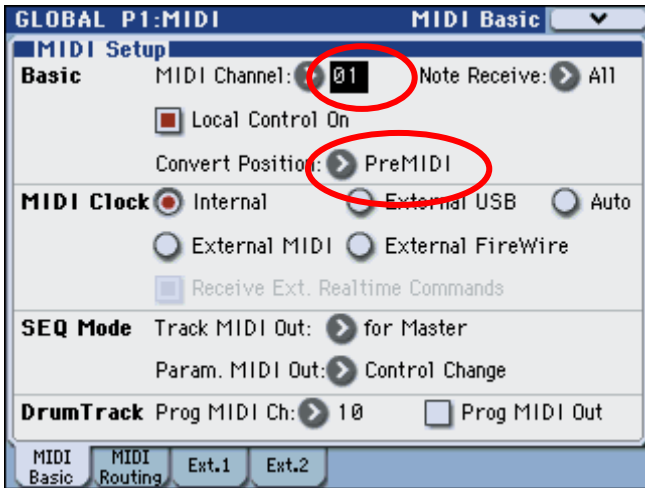 GLOBAL P1:MIDI MIDI Basic
MIDI Setup
Basic MIDI Channel: 01 Note Receive: All
Local Control On
Convert Position: PreMIDI
MIDI Clock Internal External USB Auto
External MIDI External FireWire
Receive Ext. Realtime Commands
SEQ Mode Track MIDI Out: for Master
Param. MIDI Out: Control Change
DrumTrack Prog MIDI Ch: 10 Prog MIDI Out
MIDI Basic MIDI Routing Ext.1 Ext.2